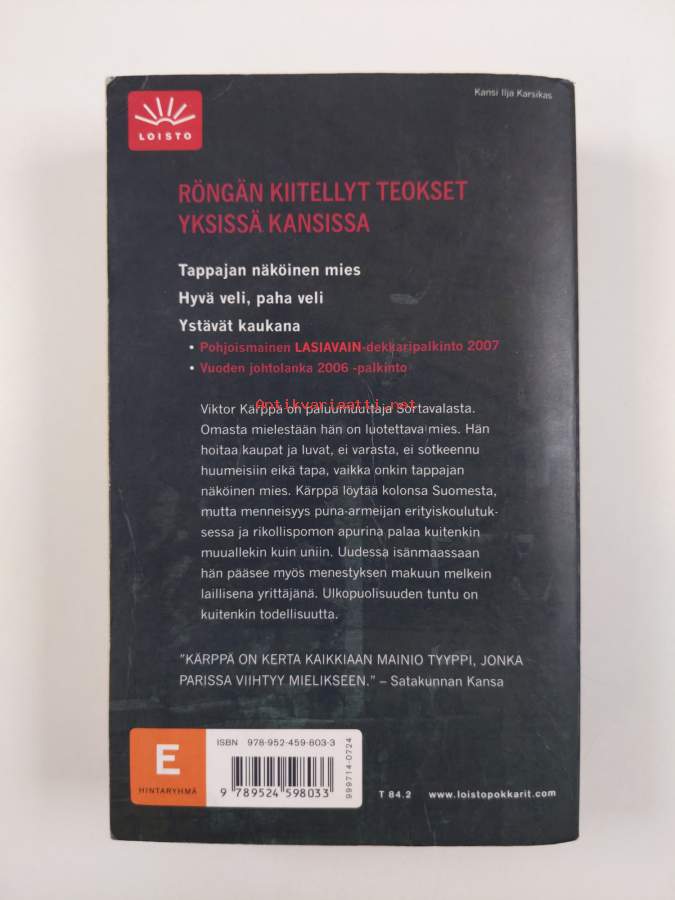 Kansi Ilja Karsikas
LOISTO
RÖNGÄN KIITELLYT TEOKSET
YKSISSÄ KANSISSA
Tappajan näköinen mies
Hyvä veli, paha veli
Ystävät kaukana
• Pohjoismainen LASIAVAIN-dekkaripalkinto 2007
• Vuoden johtolanka 2006 -palkinto
Antikvariaatti.net
Viktor Kärppä on paluumuuttaja Sortavalasta.
Omasta mielestään hän on luotettava mies. Hän
hoitaa kaupat ja luvat, ei varasta, ei sotkeennu
huumeisiin eikä tapa, vaikka onkin tappajan
näköinen mies. Kärppä löytää kolonsa Suomesta,
mutta menneisyys puna-armeijan erityiskoulutuk-
sessa ja rikollispomon apurina palaa kuitenkin
muuallekin kuin uniin. Uudessa isänmaassaan
hän pääsee myös menestyksen makuun melkein
laillisena yrittäjänä. Ulkopuolisuuden tuntu on
kuitenkin todellisuutta.
"KÄRPPÄ ON KERTA KAIKKIAAN MAINIO TYYPPI, JONKA
PARISSA VIIHTYY MIELIKSEEN." – Satakunnan Kansa
E
HINTARYHMÄ
ISBN 978-952-459-803-3
9 789524 598033
999714-0724
T 84.2 www.loistopokkarit.com